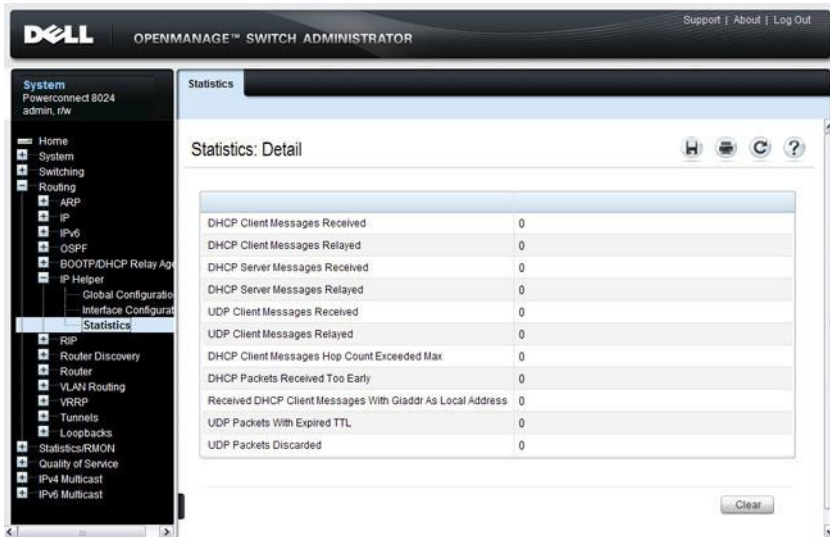 Support | About | Log Out
DELL
OPENMANAGE™ SWITCH ADMINISTRATOR
System
Powerconnect 8024
admin, r/w
Home
System
Switching
Routing
ARP
IP
IPv6
OSPF
BOOTP/DHCP Relay Age
IP Helper
Global Configuratio
Interface Configurat
Statistics
RIP
Router Discovery
Router
VLAN Routing
VRRP
Tunnels
Loopbacks
Statistics/RMON
Quality of Service
IPv4 Multicast
IPv6 Multicast
Statistics
Statistics: Detail
H C ?
DHCP Client Messages Received 0
DHCP Client Messages Relayed 0
DHCP Server Messages Received 0
DHCP Server Messages Relayed 0
UDP Client Messages Received 0
UDP Client Messages Relayed 0
DHCP Client Messages Hop Count Exceeded Max 0
DHCP Packets Received Too Early 0
Received DHCP Client Messages With Giaddr As Local Address 0
UDP Packets With Expired TTL 0
UDP Packets Discarded 0
Clear